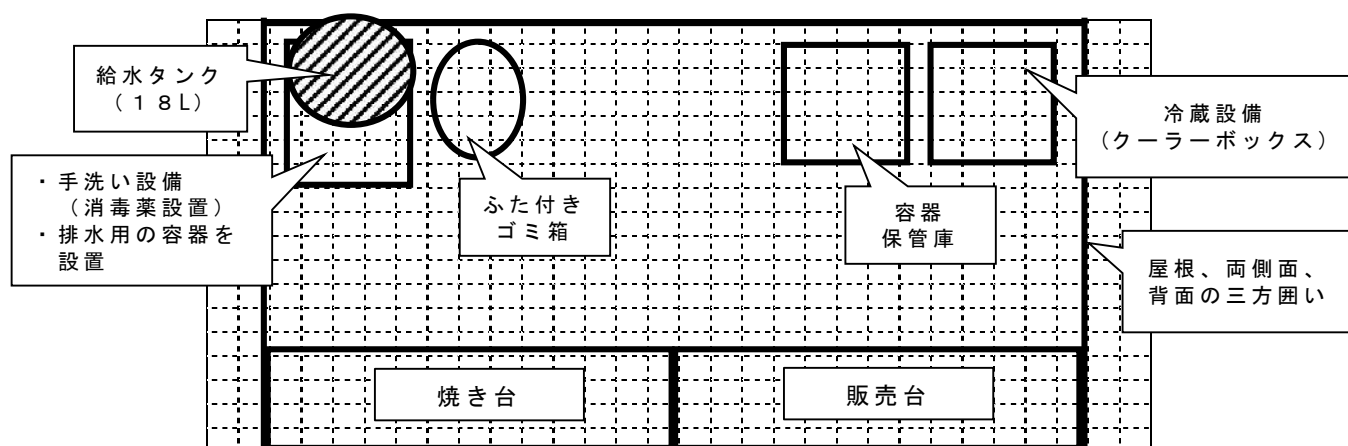 給水タンク
（１８L）
・手洗い設備
（消毒薬設置）
・排水用の容器を
設置
ふた付き
ゴミ箱
容器
保管庫
冷蔵設備
（クーラーボックス）
屋根、両側面、
背面の三方囲い
焼き台
販売台